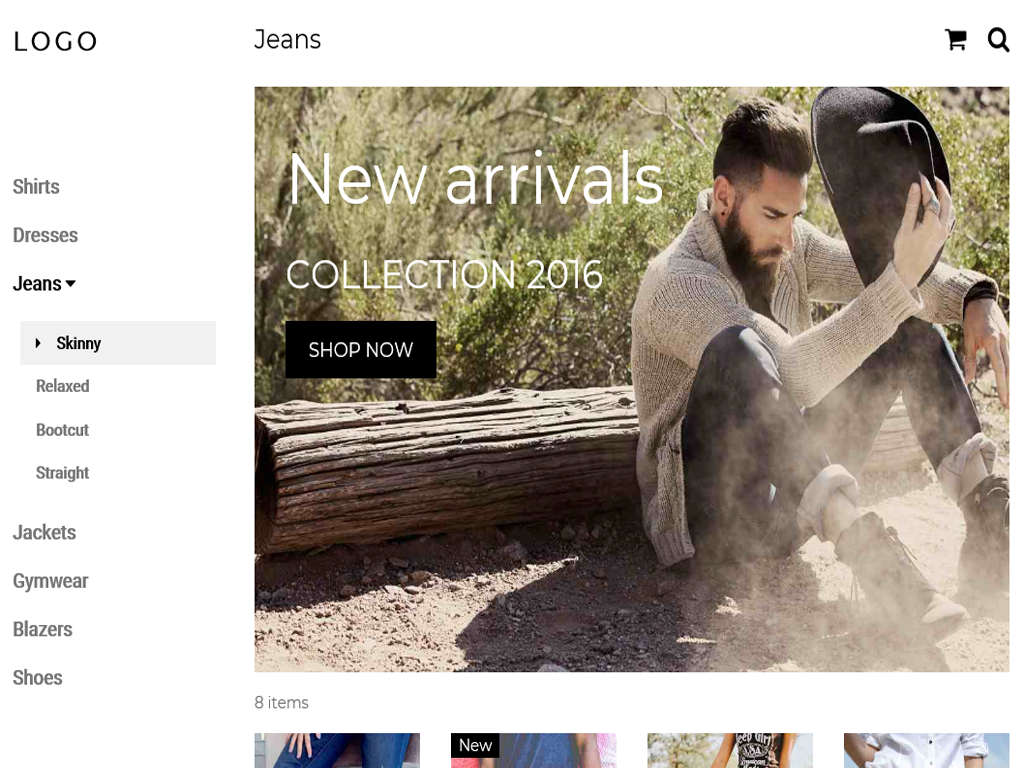 LOGO
Jeans
Shirts
Dresses
Jeans
Skinny
Relaxed
Bootcut
Straight
Jackets
Gymwear
Blazers
Shoes
New arrivals
COLLECTION 2016
SHOP NOW
8 items
New